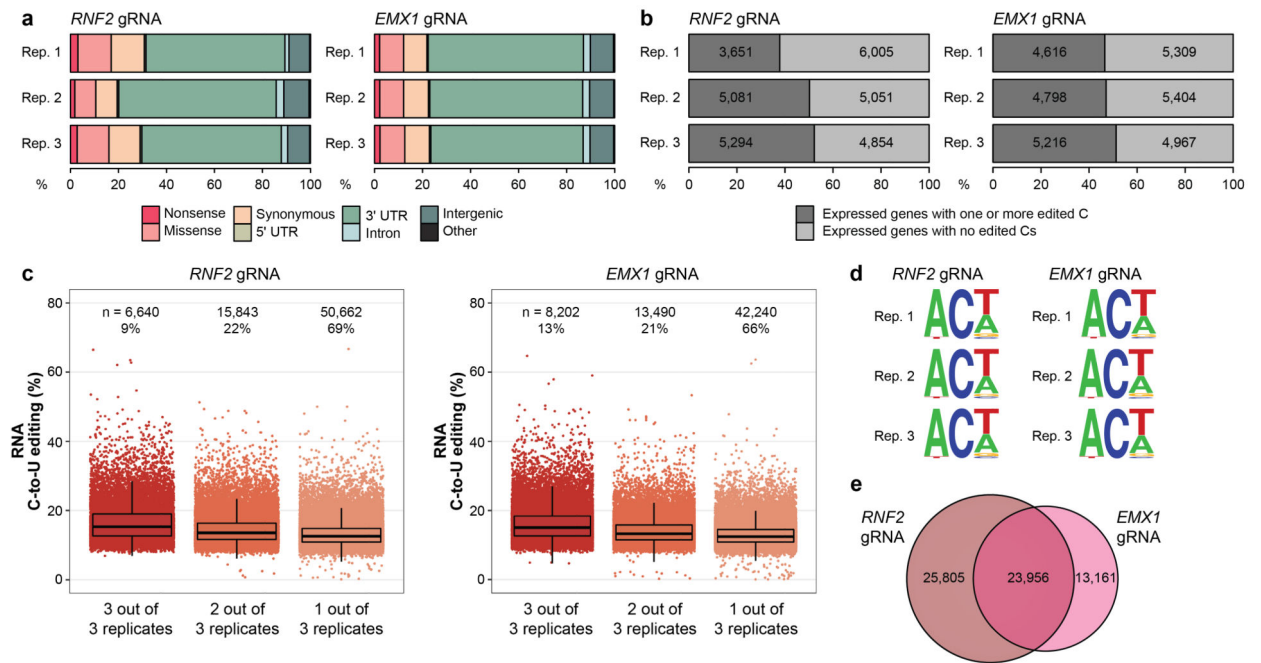 a
RNF2 gRNA
EMX1 gRNA
Rep. 1
Rep. 2
Rep. 3
Rep. 1
Rep. 2
Rep. 3
% 0 20 40 60 80 100
0 20 40 60 80 100
Nonsense Synonymous 3' UTR Intergenic
Missense 5' UTR Intron Other
b
RNF2 gRNA
EMX1 gRNA
Rep. 1 3,651 6,005
Rep. 2 5,081 5,051
Rep. 3 5,294 4,854
Rep. 1 4,616 5,309
Rep. 2 4,798 5,404
Rep. 3 5,216 4,967
% 0 20 40 60 80 100
% 0 20 40 60 80 100
Expressed genes with one or more edited C
Expressed genes with no edited Cs
c
RNF2 gRNA
RNA
C-to-U editing (%)
80
60
40
20
0
n = 6,640 15,843 50,662
9% 22% 69%
3 out of 2 out of 1 out of
3 replicates 3 replicates 3 replicates
EMX1 gRNA
RNA
C-to-U editing (%)
80
60
40
20
0
n = 8,202 13,490 42,240
13% 21% 66%
3 out of 2 out of 1 out of
3 replicates 3 replicates 3 replicates
d
RNF2 gRNA
EMX1 gRNA
Rep. 1 ACTA
Rep. 2 ACTA
Rep. 3 ACTA
Rep. 1 ACTA
Rep. 2 ACTA
Rep. 3 ACTA
e
RNF2
gRNA
EMX1
gRNA
25,805 23,956 13,161